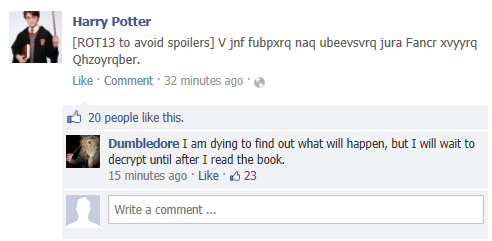 Harry Potter
[ROT13 to avoid spoilers] V jnf fubpxrq naq ubeevsvrq jura Fancr xvyyrq
Qhzoyrqber.
Like · Comment · 32 minutes ago ·
20 people like this.
Dumbledore I am dying to find out what will happen, but I will wait to
decrypt until after I read the book.
15 minutes ago · Like · 23
Write a comment ...